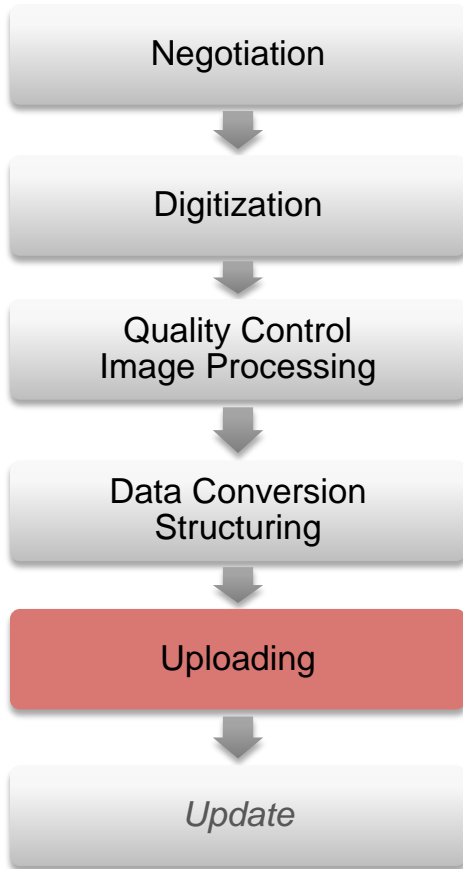 Negotiation
Digitization
Quality Control
Image Processing
Data Conversion
Structuring
Uploading
Update